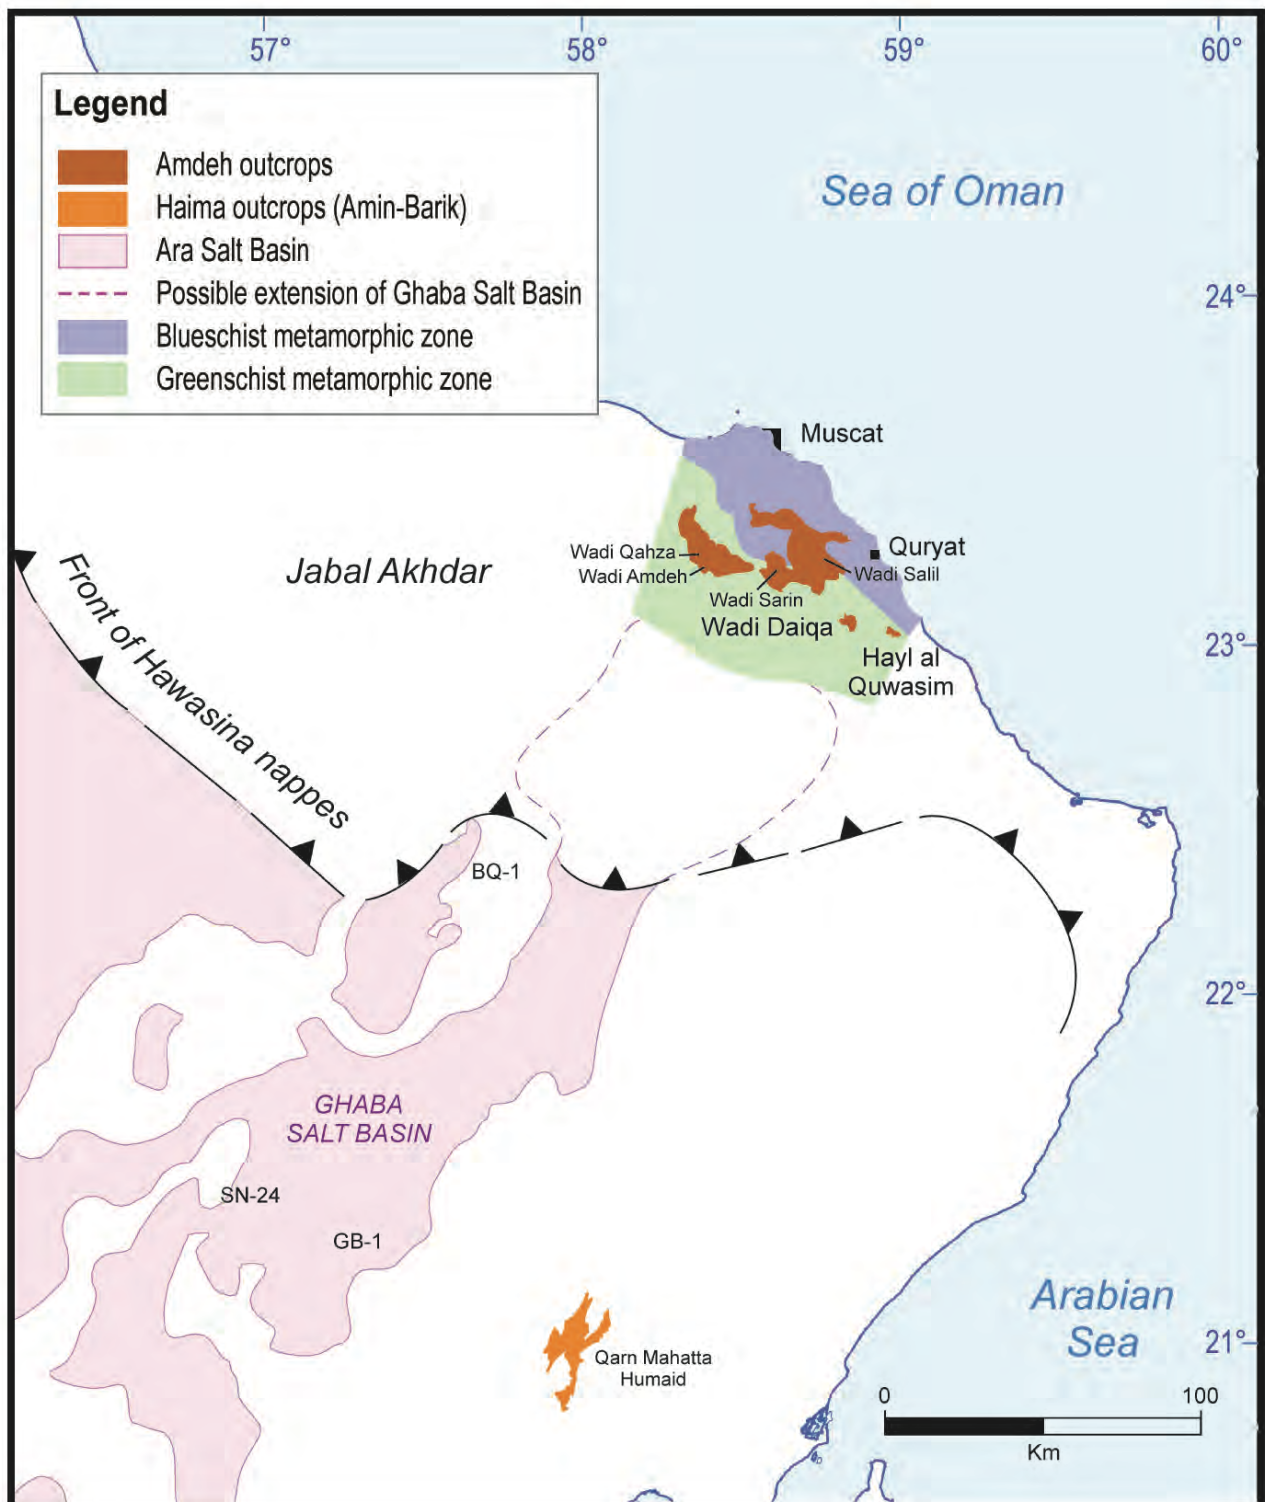 57°
58°
59°
60°
Legend
Amdeh outcrops
Haima outcrops (Amin-Barik)
Ara Salt Basin
Possible extension of Ghaba Salt Basin
Blueschist metamorphic zone
Greenschist metamorphic zone
Sea of Oman
24°
Muscat
Quryat
Wadi Qahza
Wadi Amdeh
Wadi Salil
Wadi Sarin
Wadi Daiqa
Hayl al
Quwasim
23°
Jabal Akhdar
Front of Hawasina nappes
BQ-1
22°
GHABA
SALT BASIN
SN-24
GB-1
Arabian
Sea
21°
Qarn Mahatta
Humaid
0
100
Km